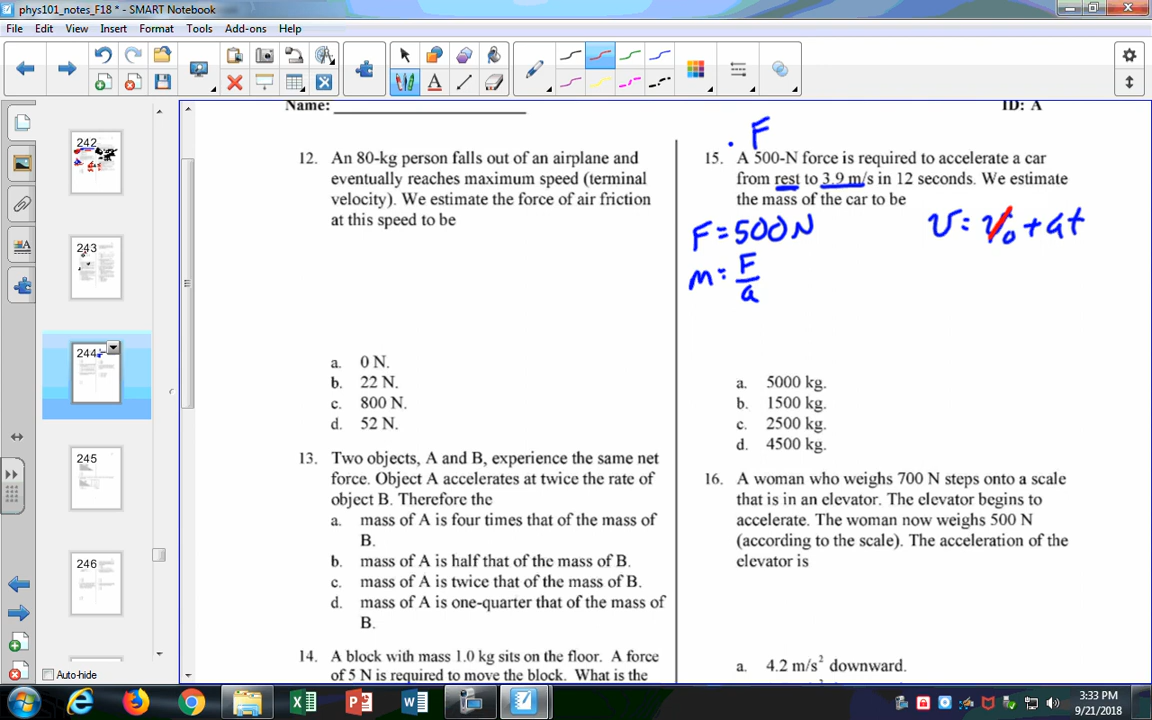 phys101_notes_F18 * - SMART Notebook
File Edit View Insert Format Tools Add-ons Help
242
243
244
245
246
Auto-hide
Name:
ID: A
12. An 80-kg person falls out of an airplane and
eventually reaches maximum speed (terminal
velocity). We estimate the force of air friction
at this speed to be
a. 0 N.
b. 22 N.
c. 800 N.
d. 52 N.
13. Two objects, A and B, experience the same net
force. Object A accelerates at twice the rate of
object B. Therefore the
a. mass of A is four times that of the mass of
B.
b. mass of A is half that of the mass of B.
c. mass of A is twice that of the mass of B.
d. mass of A is one-quarter that of the mass of
B.
14. A block with mass 1.0 kg sits on the floor. A force
of 5 N is required to move the block. What is the
F
15. A 500-N force is required to accelerate a car
from rest to 3.9 m/s in 12 seconds. We estimate
the mass of the car to be
F = 500 N
v = v₀ + at
m = F/a
a. 5000 kg.
b. 1500 kg.
c. 2500 kg.
d. 4500 kg.
16. A woman who weighs 700 N steps onto a scale
that is in an elevator. The elevator begins to
accelerate. The woman now weighs 500 N
(according to the scale). The acceleration of the
elevator is
a. 4.2 m/s² downward.
3:33 PM
9/21/2018